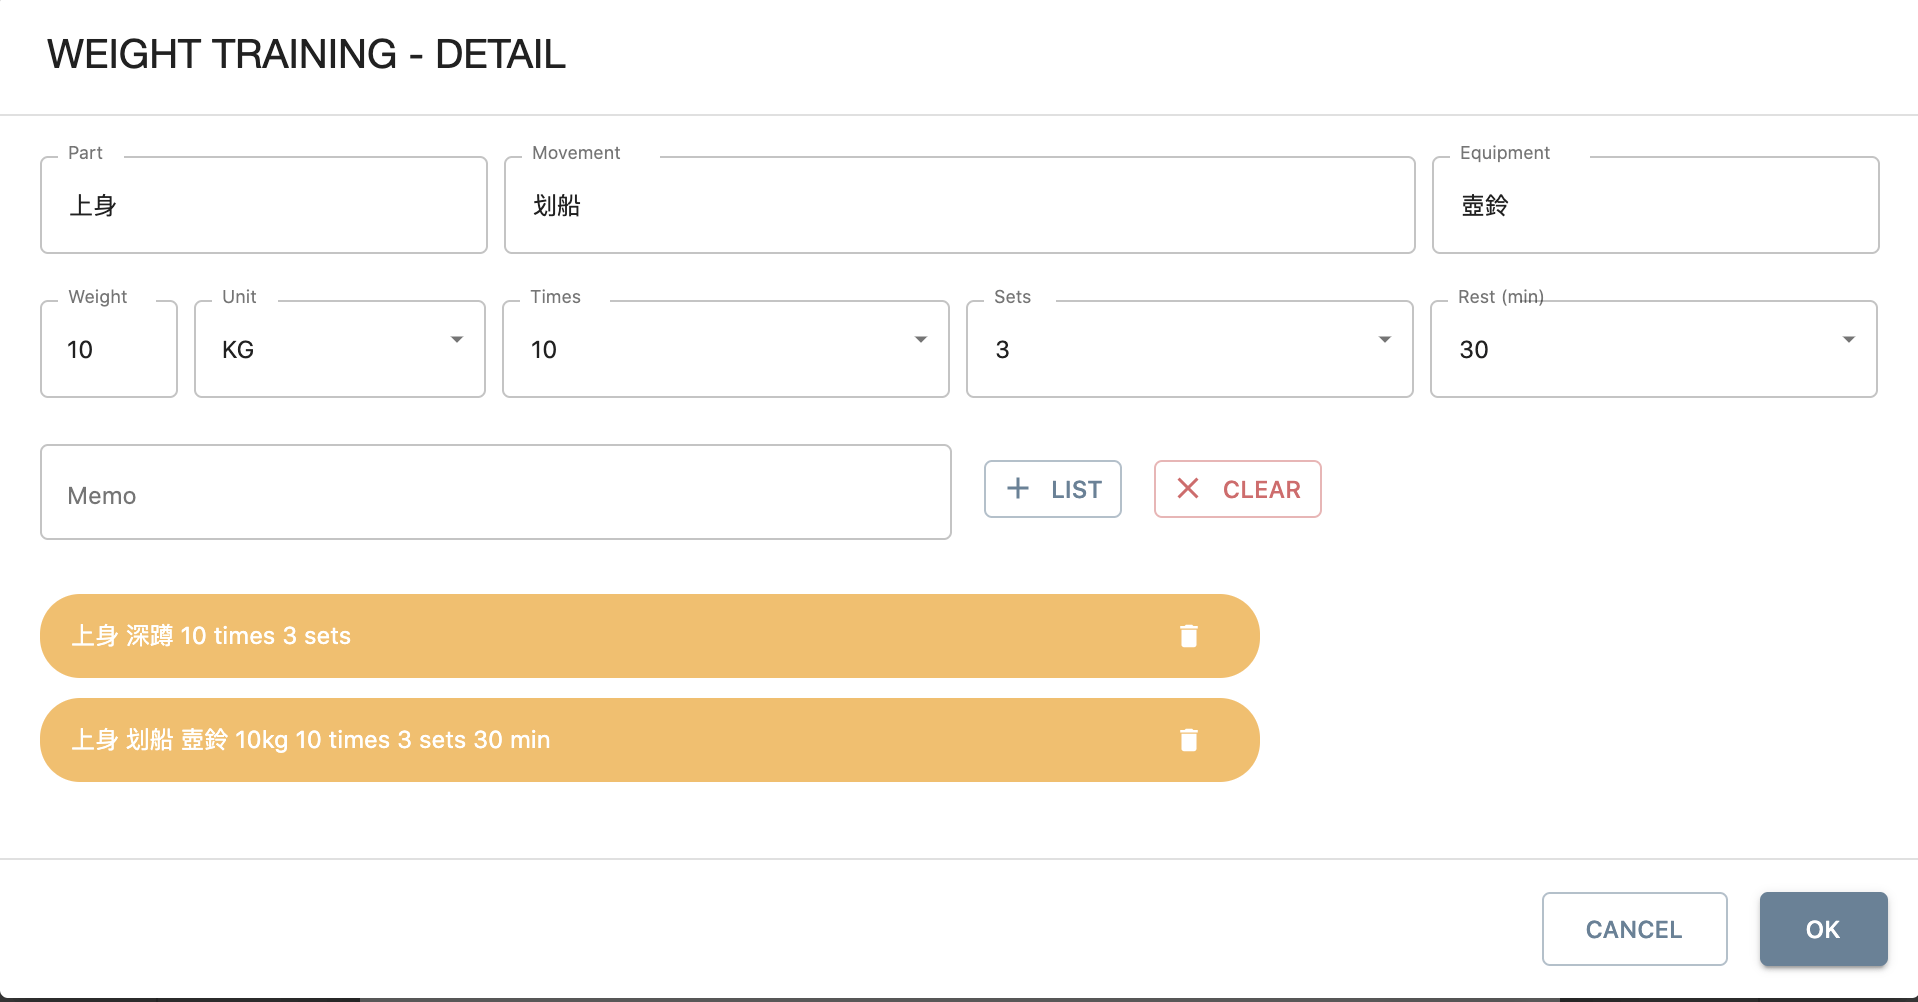 WEIGHT TRAINING - DETAIL
Part
上身
Movement
划船
Equipment
壺鈴
Weight
10
Unit
KG
Times
10
Sets
3
Rest (min)
30
Memo
LIST
CLEAR
上身 深蹲 10 times 3 sets
上身 划船 壺鈴 10kg 10 times 3 sets 30 min
CANCEL
OK